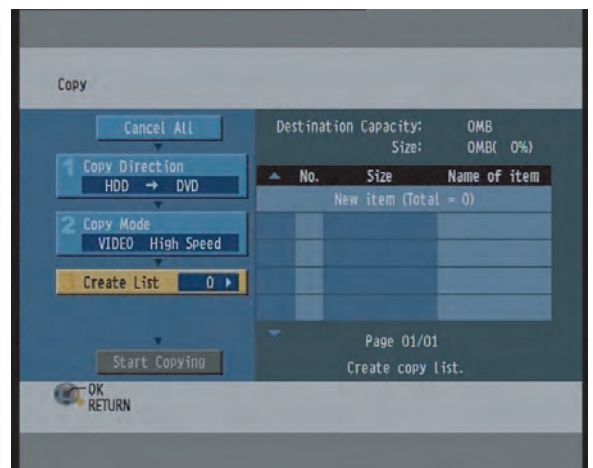 Copy
Cancel All
Destination Capacity: 0MB
Size: 0MB( 0%)
1 Copy Direction
HDD → DVD
No. Size Name of item
New item (Total = 0)
2 Copy Mode
VIDEO High Speed
3 Create List 0
Page 01/01
Start Copying
Create copy list.
OK
RETURN